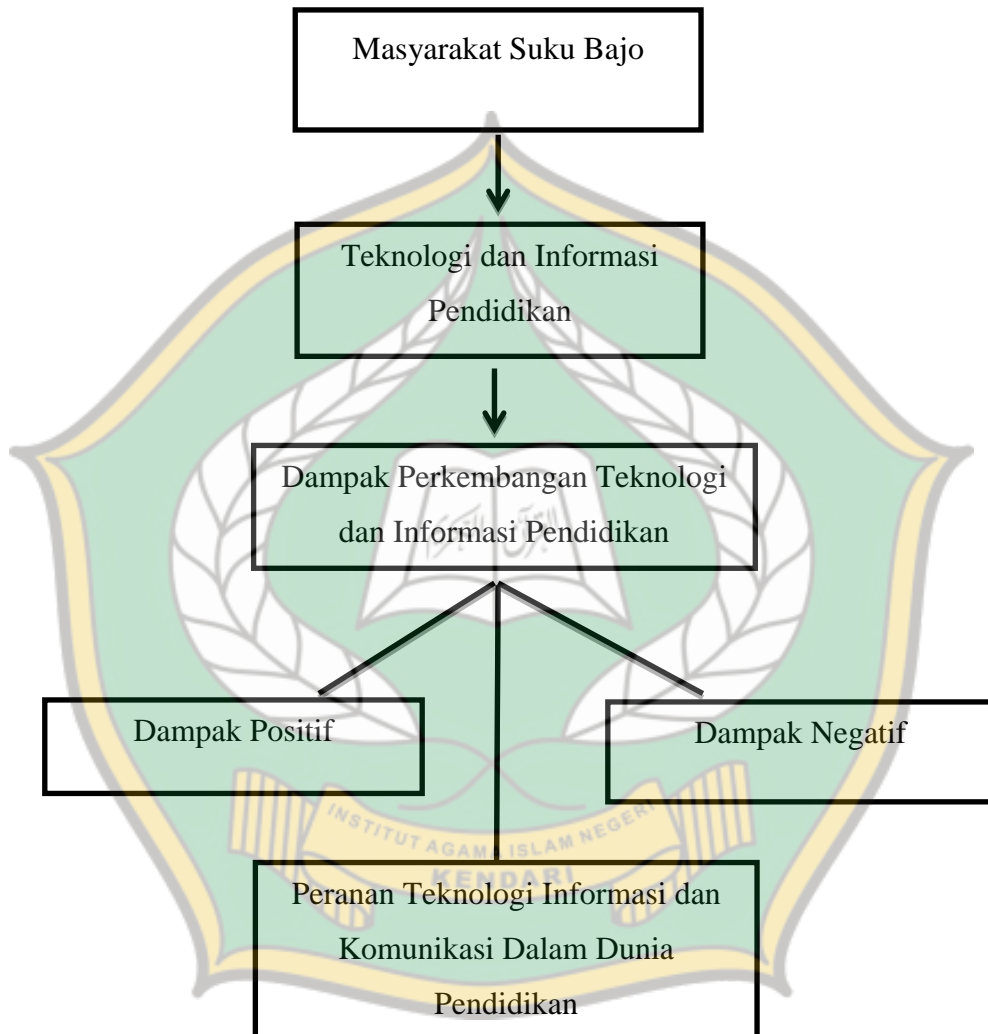 Masyarakat Suku Bajo
Teknologi dan Informasi
Pendidikan
Dampak Perkembangan Teknologi
dan Informasi Pendidikan
Dampak Positif
Dampak Negatif
INSTITUT AGAMA ISLAM NEGERI
KENDARI
Peranan Teknologi Informasi dan
Komunikasi Dalam Dunia
Pendidikan